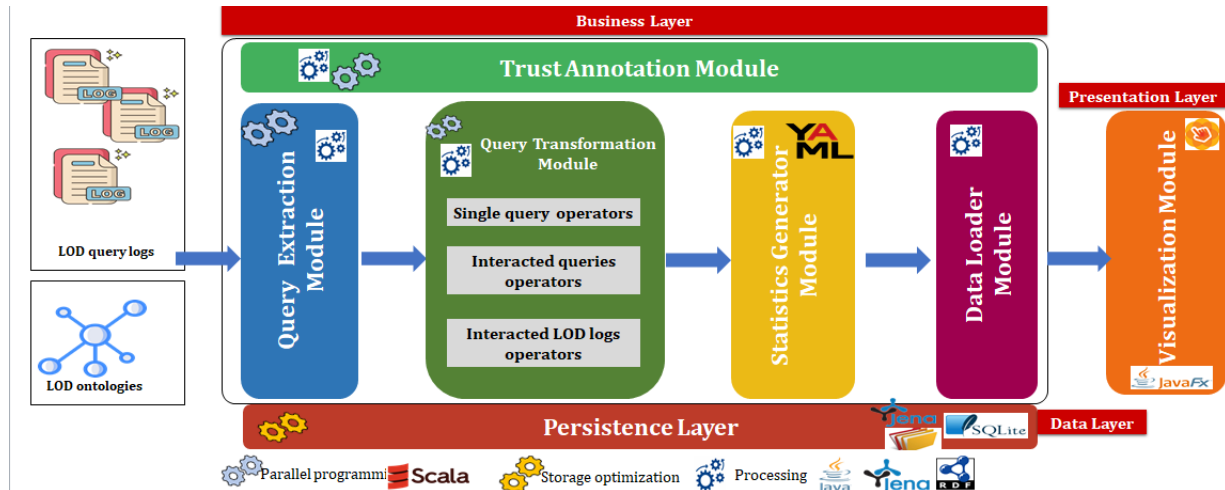 Business Layer
Trust Annotation Module
LOG
LOG
LOG
LOD query logs
LOD ontologies
Query Extraction
Module
Query Transformation
Module
Single query operators
Interacted queries
operators
Interacted LOD logs
operators
YAML
Statistics Generator
Module
Data Loader
Module
Presentation Layer
Visualization Module
JavaFx
Persistence Layer
Jena
SQLite
Data Layer
Parallel programmi
Scala
Storage optimization
Processing
Java
Jena
RDF